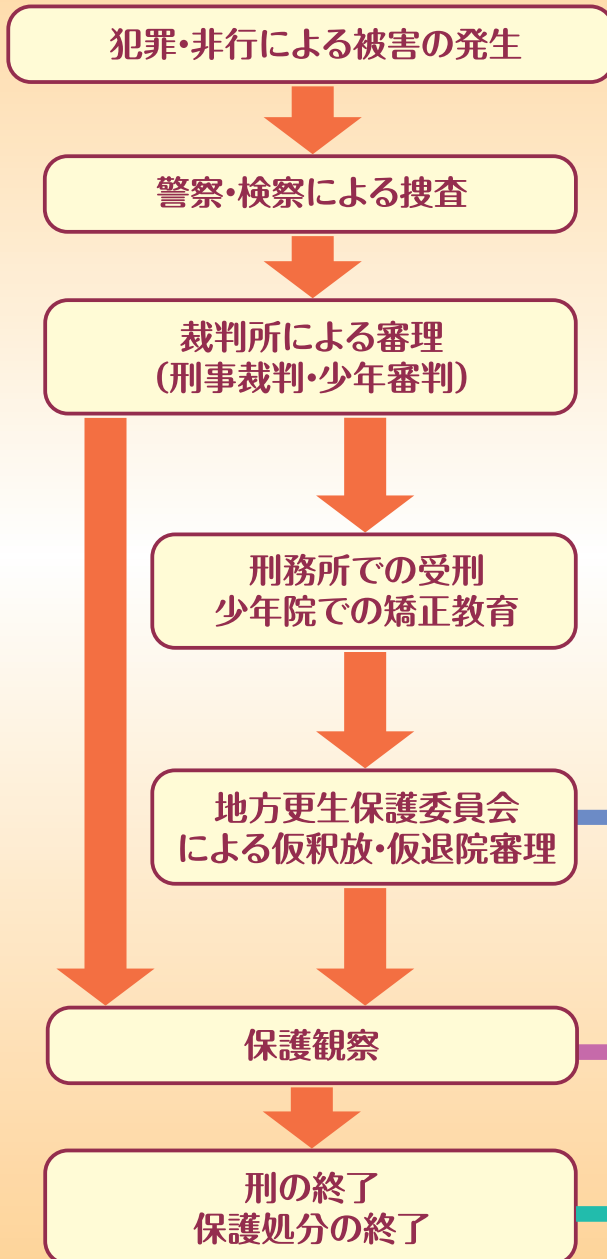 犯罪・非行による被害の発生
警察・検察による捜査
裁判所による審理
（刑事裁判・少年審判）
刑務所での受刑
少年院での矯正教育
地方更生保護委員会
による仮釈放・仮退院審理
保護観察
刑の終了
保護処分の終了